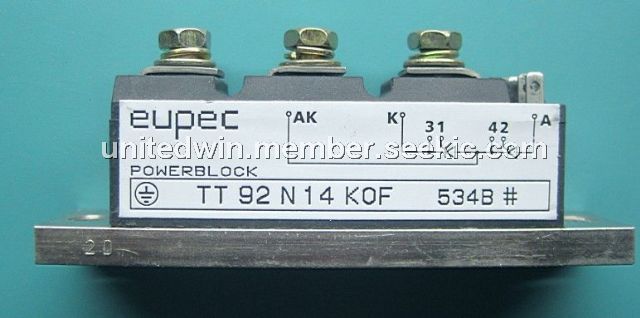 eupec
AK K 31 42 A
unitedwin.member.seekic.com
POWERBLOCK
TT 92 N 14 KOF 534B #
20